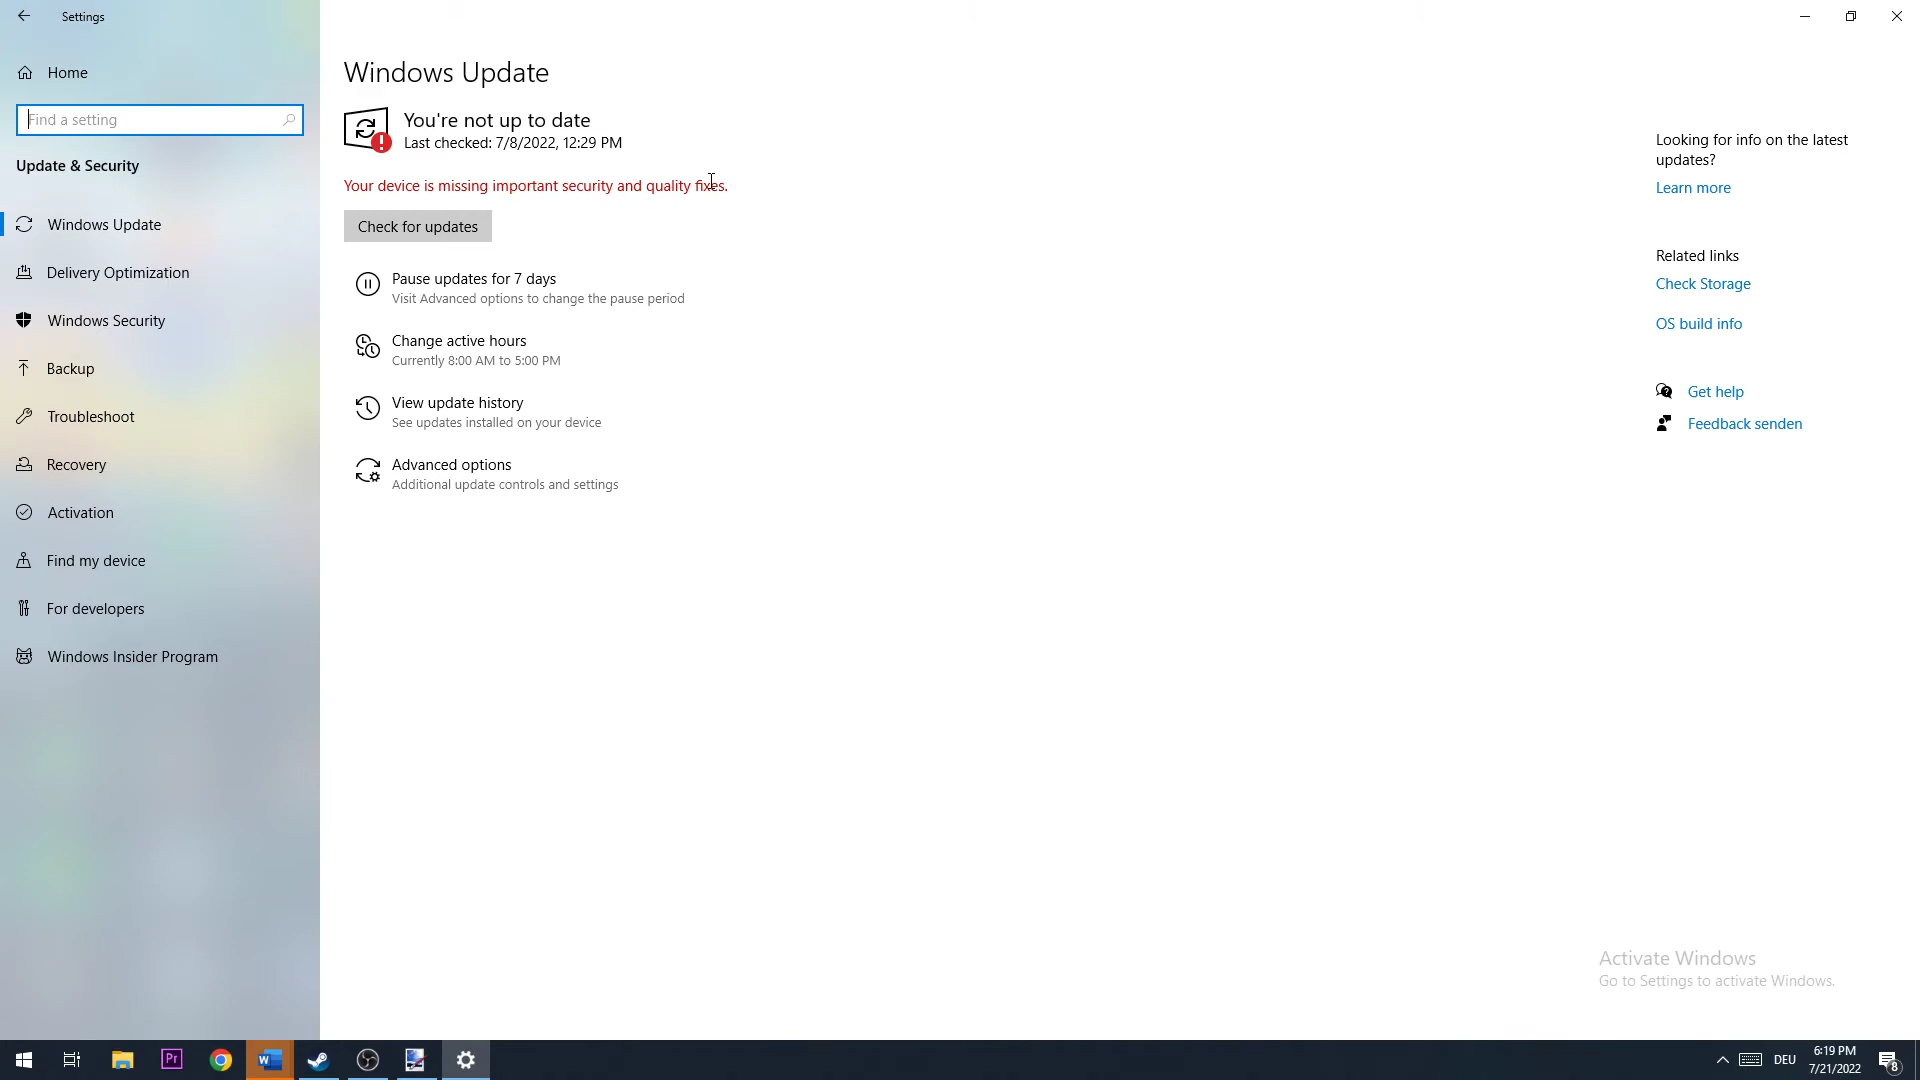 Settings
Home
Find a setting
Update & Security
Windows Update
Delivery Optimization
Windows Security
Backup
Troubleshoot
Recovery
Activation
Find my device
For developers
Windows Insider Program
Windows Update
You're not up to date
Last checked: 7/8/2022, 12:29 PM
Your device is missing important security and quality fixes.
Check for updates
Pause updates for 7 days
Visit Advanced options to change the pause period
Change active hours
Currently 8:00 AM to 5:00 PM
View update history
See updates installed on your device
Advanced options
Additional update controls and settings
Looking for info on the latest
updates?
Learn more
Related links
Check Storage
OS build info
Get help
Feedback senden
Activate Windows
Go to Settings to activate Windows.
Pr
W
DEU
6:19 PM
7/21/2022
8